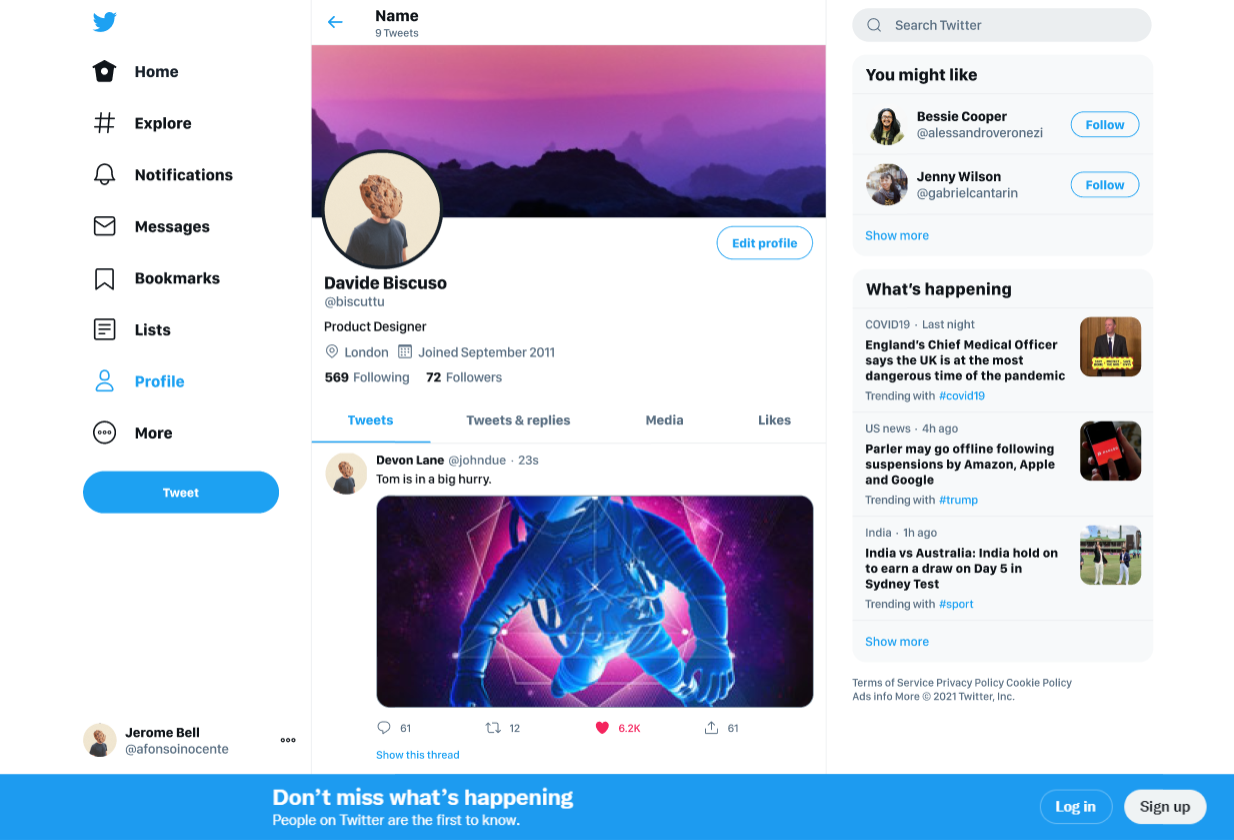 Home
Explore
Notifications
Messages
Bookmarks
Lists
Profile
More
Tweet
Jerome Bell
@afonsoinocente
Name
9 Tweets
Edit profile
Davide Biscuso
@biscuttu
Product Designer
London Joined September 2011
569 Following 72 Followers
Tweets Tweets & replies Media Likes
Devon Lane @johndue · 23s
Tom is in a big hurry.
61 12 6.2K 61
Show this thread
Search Twitter
You might like
Bessie Cooper
@alessandroveronezi
Follow
Jenny Wilson
@gabrielcantarin
Follow
Show more
What’s happening
COVID19 · Last night
England’s Chief Medical Officer
says the UK is at the most
dangerous time of the pandemic
Trending with #covid19
US news · 4h ago
Parler may go offline following
suspensions by Amazon, Apple
and Google
Trending with #trump
India · 1h ago
India vs Australia: India hold on
to earn a draw on Day 5 in
Sydney Test
Trending with #sport
Show more
Terms of Service Privacy Policy Cookie Policy
Ads info More © 2021 Twitter, Inc.
Don’t miss what’s happening
People on Twitter are the first to know.
Log in
Sign up